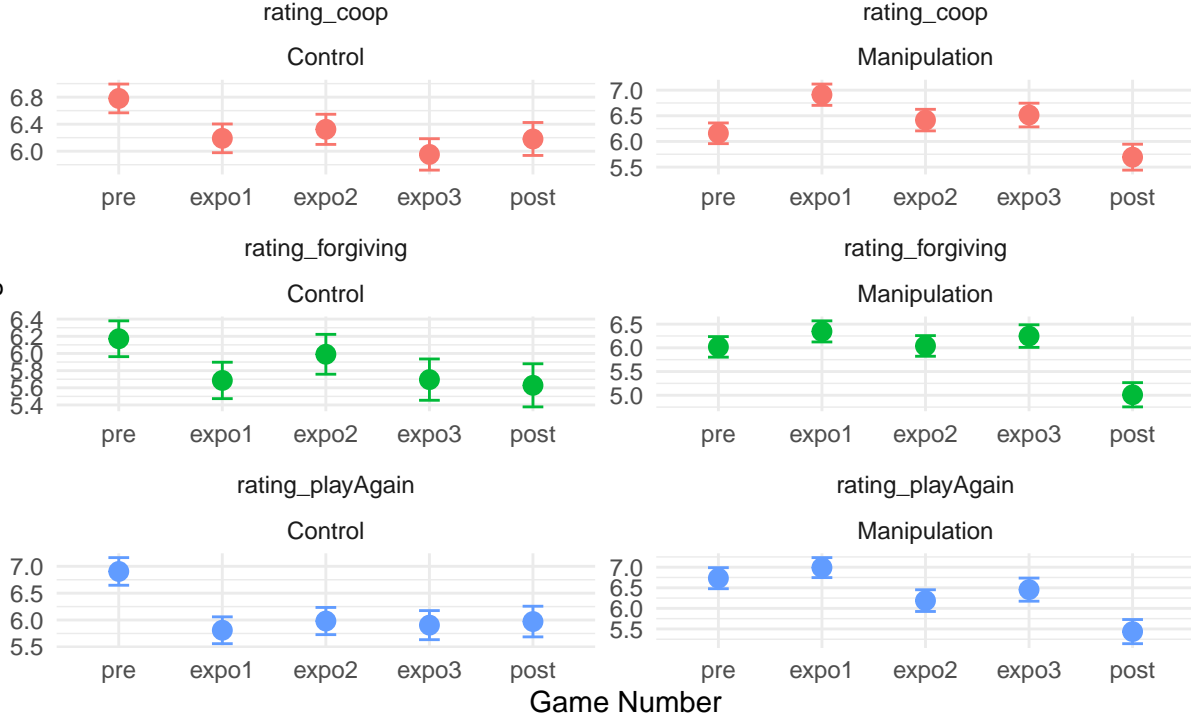 rating_coop rating_coop
Control Manipulation
6.8
6.4
6.0
7.0
6.5
6.0
5.5
pre expo1 expo2 expo3 post pre expo1 expo2 expo3 post
rating_forgiving rating_forgiving
Control Manipulation
6.4
6.2
6.0
5.8
5.6
5.4
6.5
6.0
5.5
5.0
pre expo1 expo2 expo3 post pre expo1 expo2 expo3 post
rating_playAgain rating_playAgain
Control Manipulation
7.0
6.5
6.0
5.5
7.0
6.5
6.0
5.5
pre expo1 expo2 expo3 post pre expo1 expo2 expo3 post
Game Number